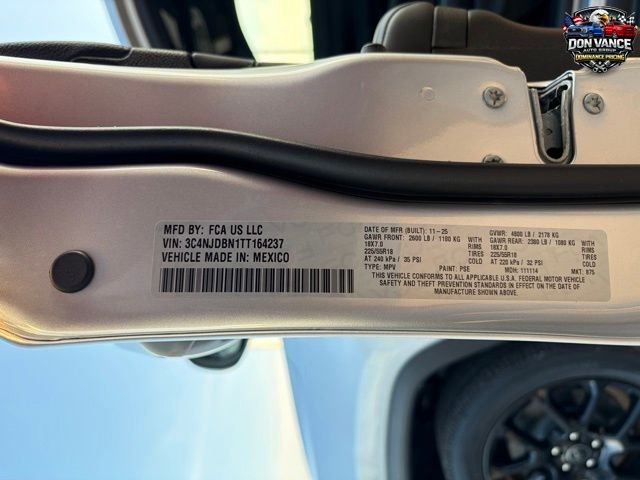 DON VANCE
AUTO GROUP
DOMINANCE PRICING
MFD BY: FCA US LLC
VIN: 3C4NJDBN1TT164237
VEHICLE MADE IN: MEXICO
DATE OF MFR (BUILT): 11-25 GVWR: 4800 LB / 2178 KG
GAWR FRONT: 2600 LB / 1180 KG WITH GAWR REAR: 2380 LB / 1080 KG WITH
18X7.0 RIMS 18X7.0 RIMS
225/55R18 TIRES 225/55R18 TIRES
AT 240 kPa / 35 PSI COLD AT 220 kPa / 32 PSI COLD
TYPE: MPV PAINT: PSE MDH: 111114 MKT: 875
THIS VEHICLE CONFORMS TO ALL APPLICABLE U.S.A. FEDERAL MOTOR VEHICLE
SAFETY AND THEFT PREVENTION STANDARDS IN EFFECT ON THE DATE OF
MANUFACTURE SHOWN ABOVE.